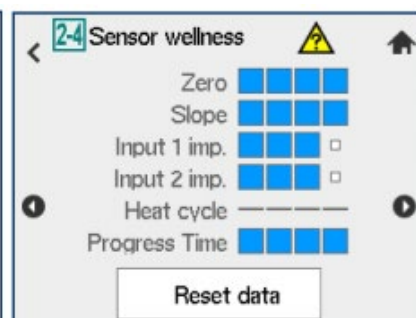 2-4 Sensor wellness ?
Zero
Slope
Input 1 imp.
Input 2 imp.
Heat cycle ————
Progress Time
Reset data